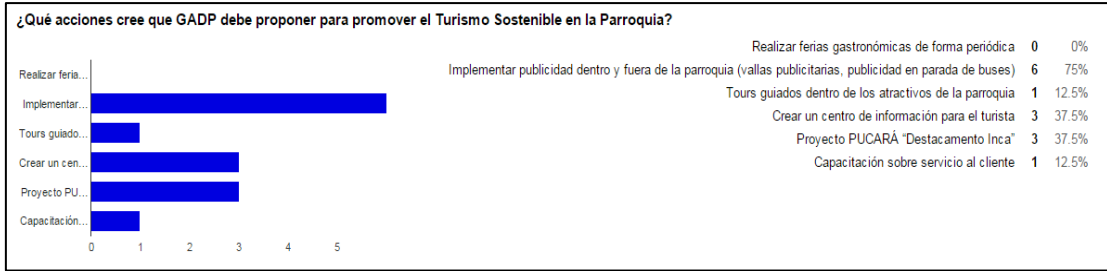 ¿Qué acciones cree que GADP debe proponer para promover el Turismo Sostenible en la Parroquia?
Realizar feria...
Implementar...
Tours guiado...
Crear un cen...
Proyecto PU...
Capacitación...
0 1 2 3 4 5
Realizar ferias gastronómicas de forma periódica 0 0%
Implementar publicidad dentro y fuera de la parroquia (vallas publicitarias, publicidad en parada de buses) 6 75%
Tours guiados dentro de los atractivos de la parroquia 1 12.5%
Crear un centro de información para el turista 3 37.5%
Proyecto PUCARÁ “Destacamento Inca” 3 37.5%
Capacitación sobre servicio al cliente 1 12.5%